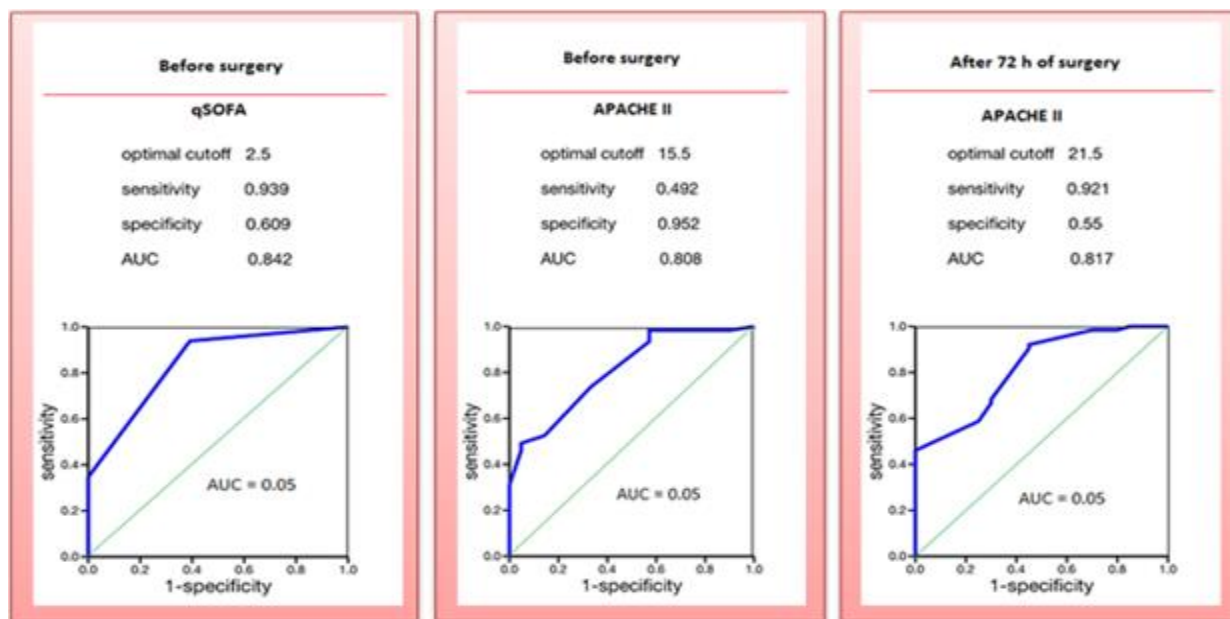 Before surgery
qSOFA
optimal cutoff 2.5
sensitivity 0.939
specificity 0.609
AUC 0.842
1.0
0.8
0.6
0.4
0.2
0.0
sensitivity
AUC = 0.05
0.0 0.2 0.4 0.6 0.8 1.0
1-specificity
Before surgery
APACHE II
optimal cutoff 15.5
sensitivity 0.492
specificity 0.952
AUC 0.808
1.0
0.8
0.6
0.4
0.2
0.0
sensitivity
AUC = 0.05
0.0 0.2 0.4 0.6 0.8 1.0
1-specificity
After 72 h of surgery
APACHE II
optimal cutoff 21.5
sensitivity 0.921
specificity 0.55
AUC 0.817
1.0
0.8
0.6
0.4
0.2
0.0
sensitivity
AUC = 0.05
0.0 0.2 0.4 0.6 0.8 1.0
1-specificity